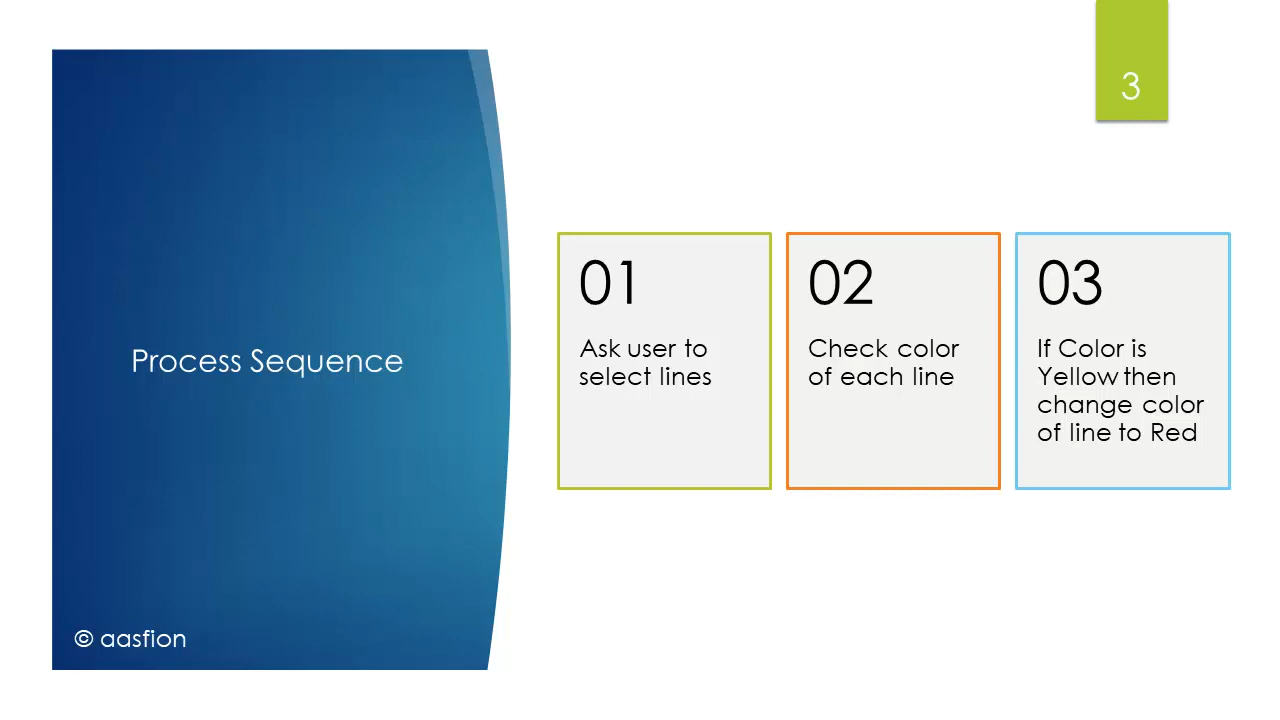 3
Process Sequence
01
Ask user to
select lines
02
Check color
of each line
03
If Color is
Yellow then
change color
of line to Red
© aasfion